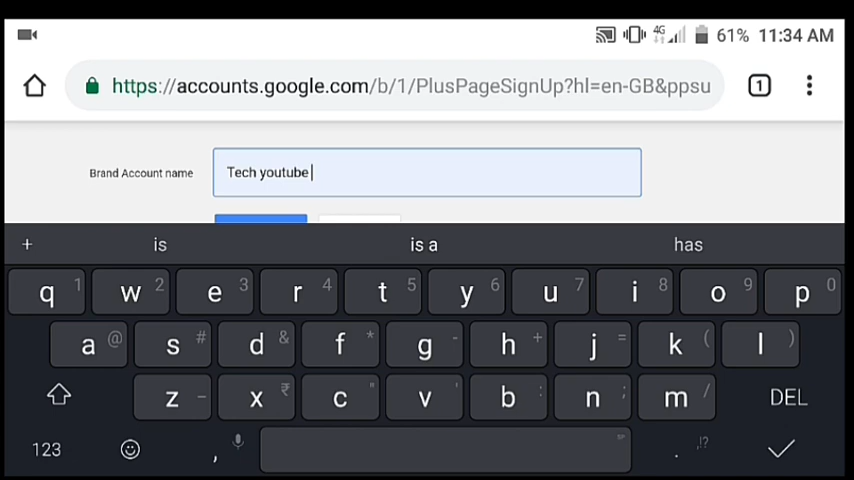 4G 61% 11:34 AM
https://accounts.google.com/b/1/PlusPageSignUp?hl=en-GB&ppsu 1
Brand Account name Tech youtube
+ is is a has
q 1 w 2 e 3 r 4 t 5 y 6 u 7 i 8 o 9 p 0
a @ s # d & f * g - h + j = k ( l )
z _ x ₹ c " v ' b : n ; m / DEL
123 , . ,!?